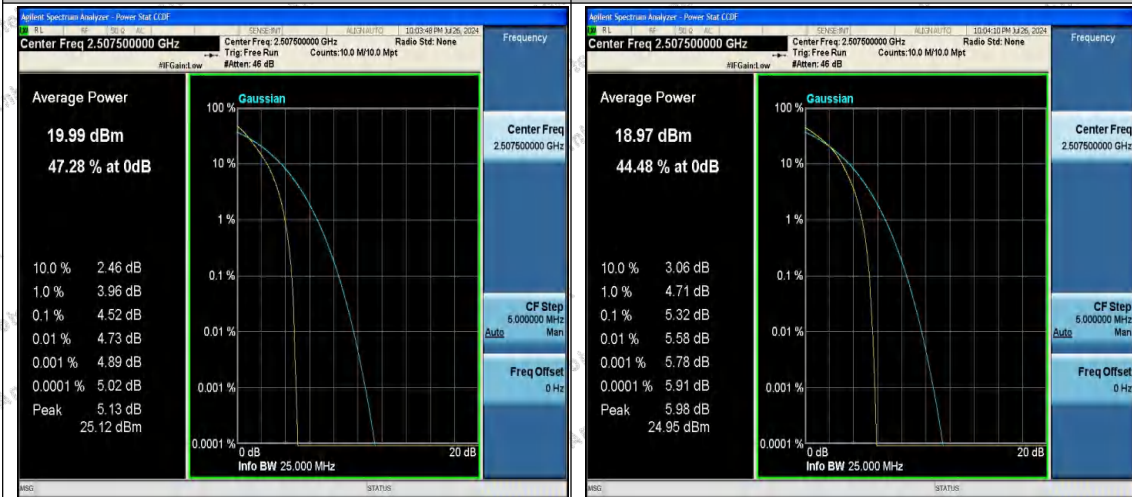 Agilent Spectrum Analyzer - Power Stat CCDF
RL RF 50 Ω AC SENSE:INT ALIGN AUTO 10:03:48 PM Jul 26, 2024
Center Freq 2.507500000 GHz
Center Freq: 2.507500000 GHz Radio Std: None
Trig: Free Run Counts:10.0 M/10.0 Mpt
#IFGain:Low #Atten: 46 dB
Frequency
Average Power
19.99 dBm
47.28 % at 0dB
10.0 % 2.46 dB
1.0 % 3.96 dB
0.1 % 4.52 dB
0.01 % 4.73 dB
0.001 % 4.89 dB
0.0001 % 5.02 dB
Peak 5.13 dB
25.12 dBm
Gaussian
100 %
10 %
1 %
0.1 %
0.01 %
0.001 %
0.0001 %
0 dB 20 dB
Info BW 25.000 MHz
Center Freq
2.507500000 GHz
CF Step
5.000000 MHz
Auto Man
Freq Offset
0 Hz
MSG STATUS
Agilent Spectrum Analyzer - Power Stat CCDF
RL RF 50 Ω AC SENSE:INT ALIGN AUTO 10:04:10 PM Jul 26, 2024
Center Freq 2.507500000 GHz
Center Freq: 2.507500000 GHz Radio Std: None
Trig: Free Run Counts:10.0 M/10.0 Mpt
#IFGain:Low #Atten: 46 dB
Frequency
Average Power
18.97 dBm
44.48 % at 0dB
10.0 % 3.06 dB
1.0 % 4.71 dB
0.1 % 5.32 dB
0.01 % 5.58 dB
0.001 % 5.78 dB
0.0001 % 5.91 dB
Peak 5.98 dB
24.95 dBm
Gaussian
100 %
10 %
1 %
0.1 %
0.01 %
0.001 %
0.0001 %
0 dB 20 dB
Info BW 25.000 MHz
Center Freq
2.507500000 GHz
CF Step
5.000000 MHz
Auto Man
Freq Offset
0 Hz
MSG STATUS